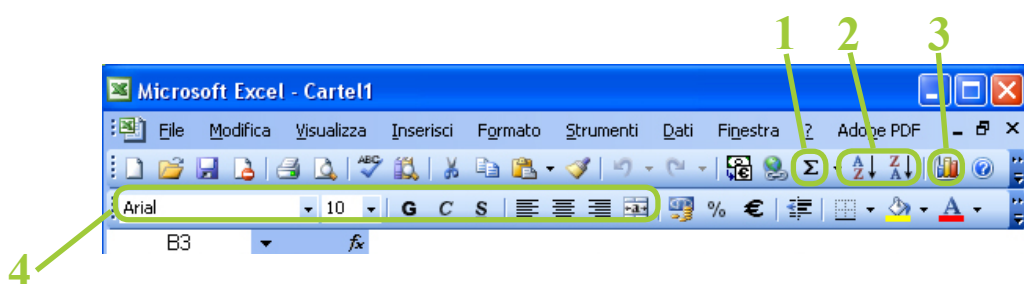 1 2 3
Microsoft Excel - Cartel1
File Modifica Visualizza Inserisci Formato Strumenti Dati Finestra ? Adobe PDF
ABC Σ A Z Z A ?
Arial 10 G C S a % € A
B3 fx
4